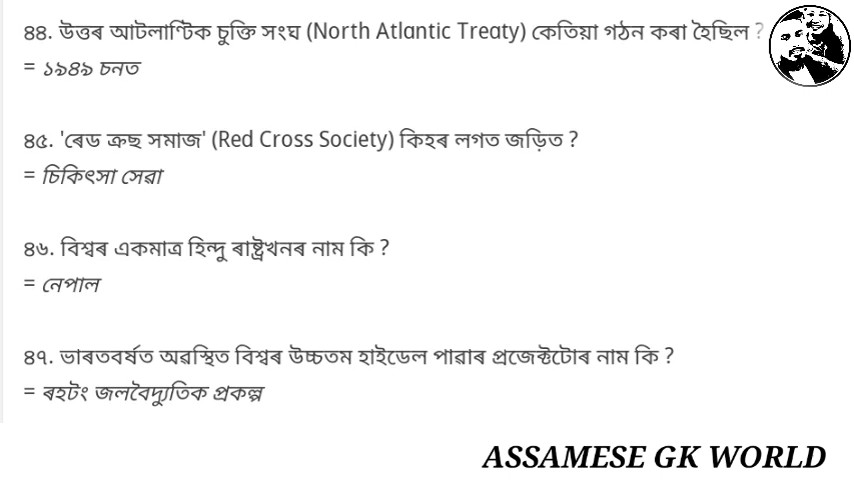 ৪৪. উত্তৰ আটলাণ্টিক চুক্তি সংঘ (North Atlantic Treaty) কেতিয়া গঠন কৰা হৈছিল ?
= ১৯৪৯ চনত
৪৫. 'ৰেড ক্ৰছ সমাজ' (Red Cross Society) কিহৰ লগত জড়িত ?
= চিকিৎসা সেৱা
৪৬. বিশ্বৰ একমাত্ৰ হিন্দু ৰাষ্ট্ৰখনৰ নাম কি ?
= নেপাল
৪৭. ভাৰতবৰ্ষত অৱস্থিত বিশ্বৰ উচ্চতম হাইডেল পাৱাৰ প্ৰজেক্টটোৰ নাম কি ?
= ৰহটং জলবৈদ্যুতিক প্ৰকল্প
ASSAMESE GK WORLD